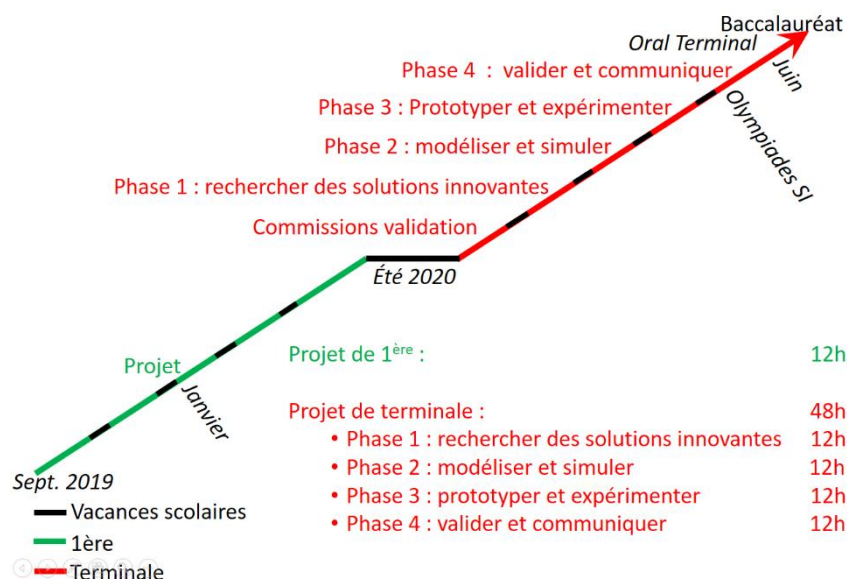 Baccalauréat
Oral Terminal
Juin
Phase 4 : valider et communiquer
Olympiades SI
Phase 3 : Prototyper et expérimenter
Phase 2 : modéliser et simuler
Phase 1 : rechercher des solutions innovantes
Commissions validation
Été 2020
Projet
Janvier
Sept. 2019
Projet de 1ère : 12h
Projet de terminale : 48h
• Phase 1 : rechercher des solutions innovantes 12h
• Phase 2 : modéliser et simuler 12h
• Phase 3 : prototyper et expérimenter 12h
• Phase 4 : valider et communiquer 12h
Vacances scolaires
1ère
Terminale